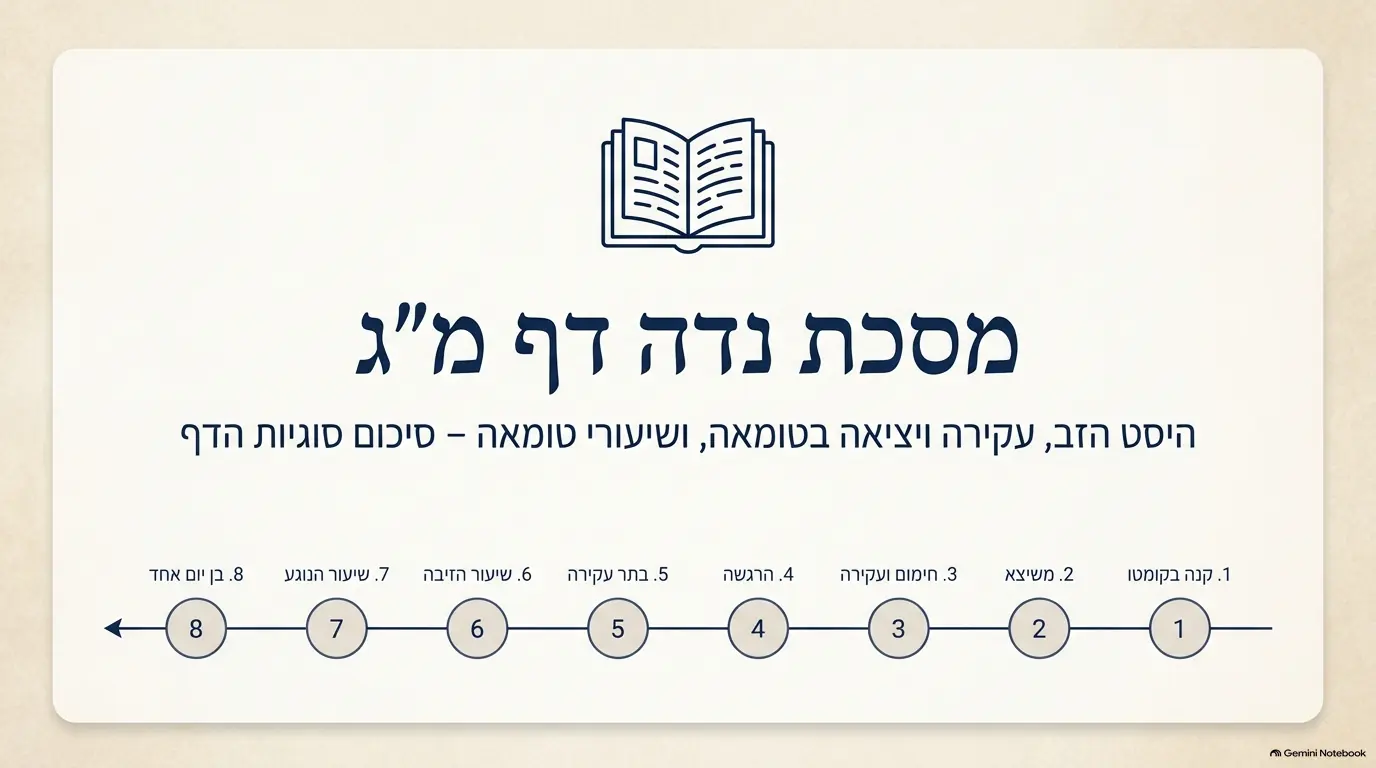 מסכת נדה דף מ"ג
היסט הזב, עקירה ויציאה בטומאה, ושיעורי טומאה – סיכום סוגיות הדף
1. קנה בקומטו
2. משיצא
3. חימום ועקירה
4. הרגשה
5. בתר עקירה
6. שיעור הזיבה
7. שיעור הנוגע
8. בן יום אחד
1
2
3
4
5
6
7
8
Gemini Notebook